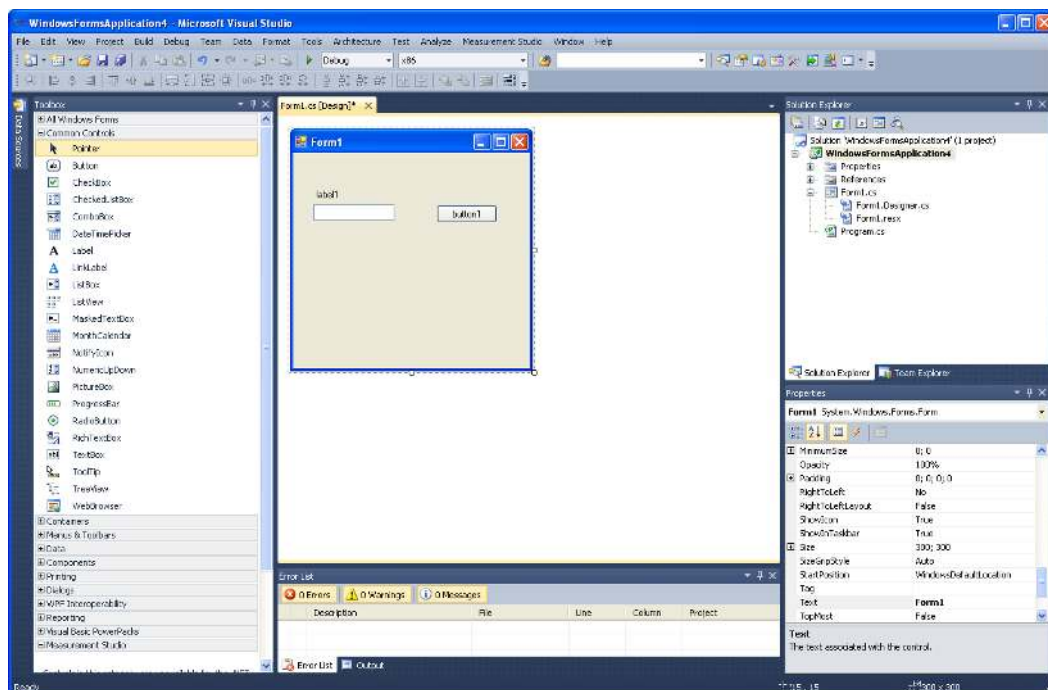 WindowsFormsApplication4 - Microsoft Visual Studio
File Edit View Project Build Debug Team Data Format Tools Architecture Test Analyze Measurement Studio Window Help
Debug x86
Data Sources
Toolbox
All Windows Forms
Common Controls
Pointer
Button
CheckBox
CheckedListBox
ComboBox
DateTimePicker
Label
LinkLabel
ListBox
ListView
MaskedTextBox
MonthCalendar
NotifyIcon
NumericUpDown
PictureBox
ProgressBar
RadioButton
RichTextBox
TextBox
ToolTip
TreeView
WebBrowser
Containers
Menus & Toolbars
Data
Components
Printing
Dialogs
WPF Interoperability
Reporting
Visual Basic PowerPacks
Measurement Studio
Form1.cs [Design]*
Form1
label1
button1
Error List
0 Errors 0 Warnings 0 Messages
Description File Line Column Project
Error List Output
Solution Explorer
Solution 'WindowsFormsApplication4' (1 project)
WindowsFormsApplication4
Properties
References
Form1.cs
Form1.Designer.cs
Form1.resx
Program.cs
Solution Explorer Team Explorer
Properties
Form1 System.Windows.Forms.Form
MinimumSize 0; 0
Opacity 100%
Padding 0; 0; 0; 0
RightToLeft No
RightToLeftLayout False
ShowIcon True
ShowInTaskbar True
Size 300; 300
SizeGripStyle Auto
StartPosition WindowsDefaultLocation
Tag
Text Form1
TopMost False
Text
The text associated with the control.
Ready 15 , 15 300 x 300